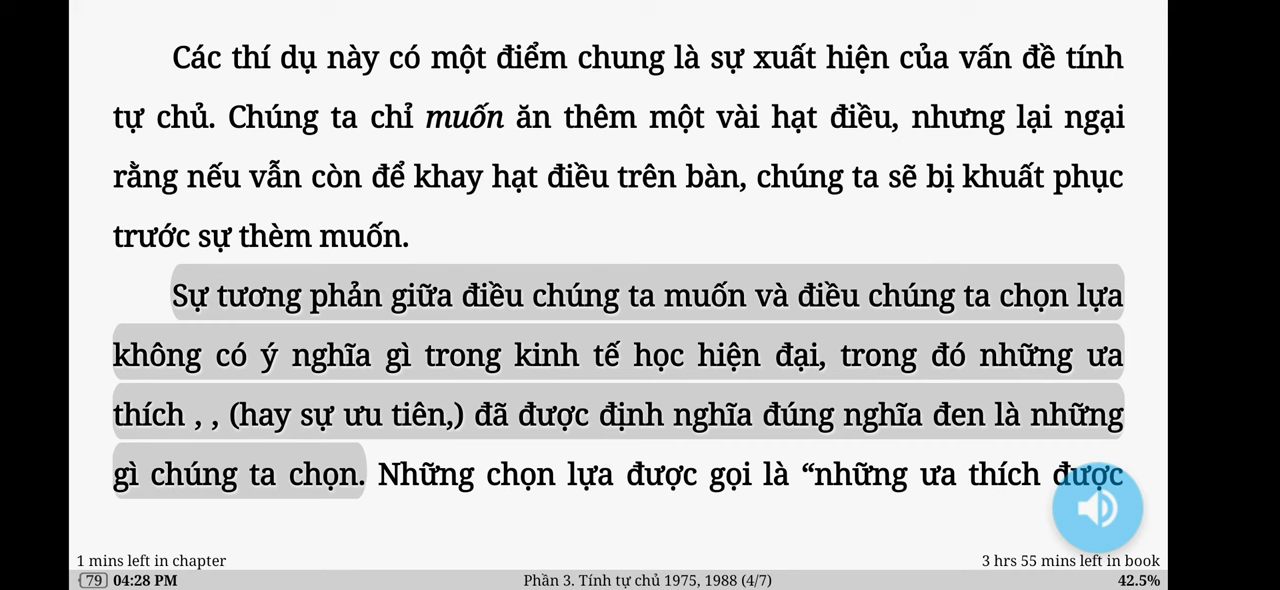 Các thí dụ này có một điểm chung là sự xuất hiện của vấn đề tính
tự chủ. Chúng ta chỉ muốn ăn thêm một vài hạt điều, nhưng lại ngại
rằng nếu vẫn còn để khay hạt điều trên bàn, chúng ta sẽ bị khuất phục
trước sự thèm muốn.
Sự tương phản giữa điều chúng ta muốn và điều chúng ta chọn lựa
không có ý nghĩa gì trong kinh tế học hiện đại, trong đó những ưa
thích , , (hay sự ưu tiên,) đã được định nghĩa đúng nghĩa đen là những
gì chúng ta chọn. Những chọn lựa được gọi là “những ưa thích được
1 mins left in chapter 3 hrs 55 mins left in book
79 04:28 PM Phần 3. Tính tự chủ 1975, 1988 (4/7) 42.5%